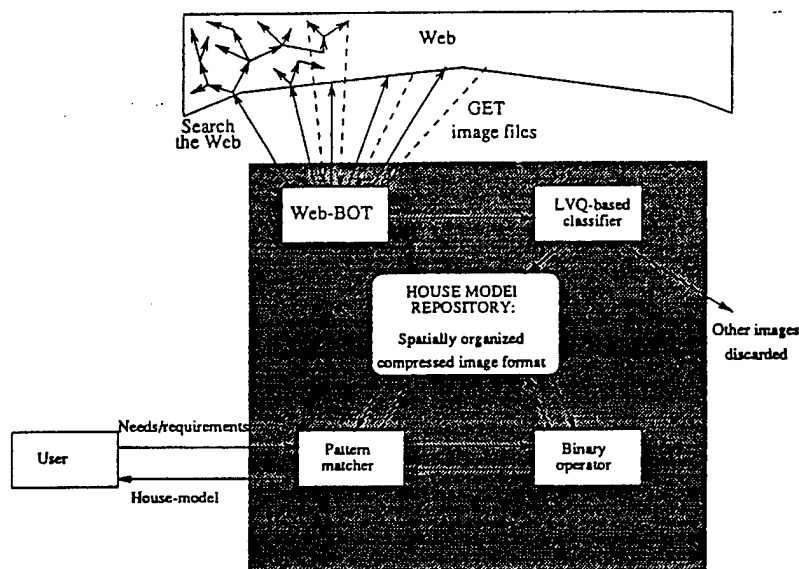 Web
GET
image files
Search
the Web
Web-BOT
LVQ-based
classifier
HOUSE MODEL
REPOSITORY:
Spatially organized
compressed image format
Other images
discarded
Needs/requirements
User
House-model
Pattern
matcher
Binary
operator